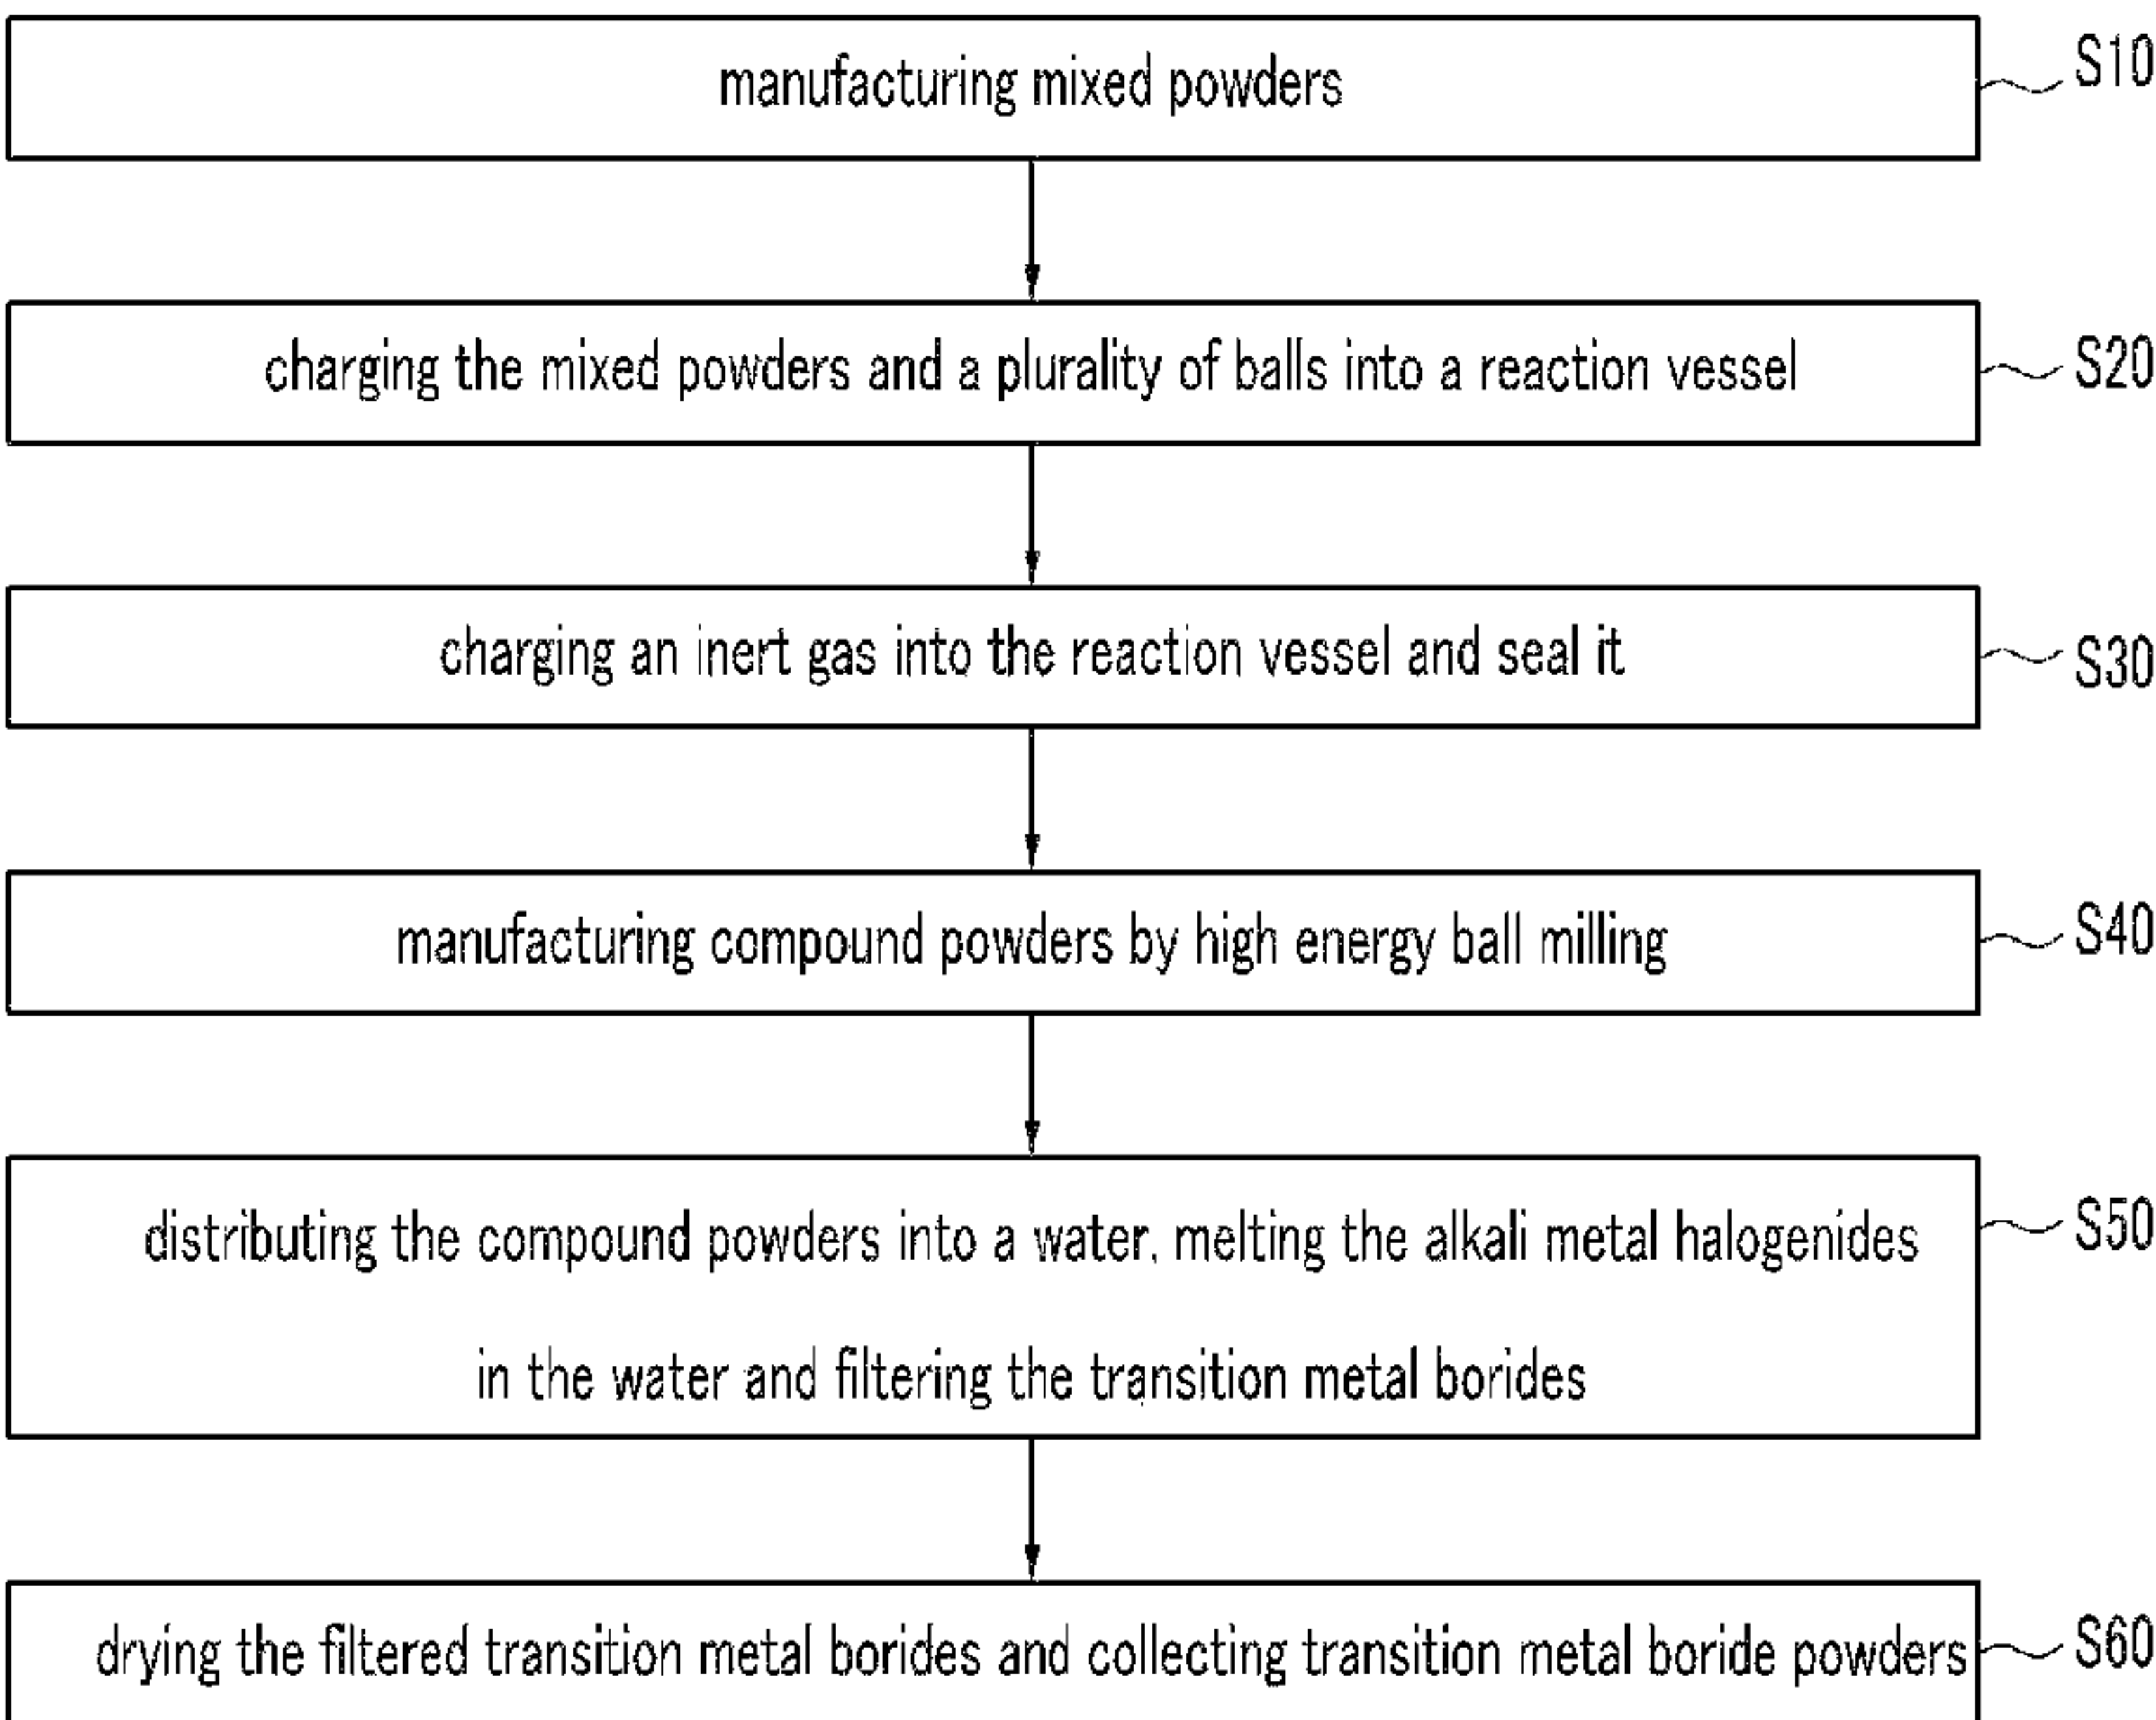 manufacturing mixed powders
S10
charging the mixed powders and a plurality of balls into a reaction vessel
S20
charging an inert gas into the reaction vessel and seal it
S30
manufacturing compound powders by high energy ball milling
S40
distributing the compound powders into a water, melting the alkali metal halogenides
S50
in the water and filtering the transition metal borides
drying the filtered transition metal borides and collecting transition metal boride powders
S60